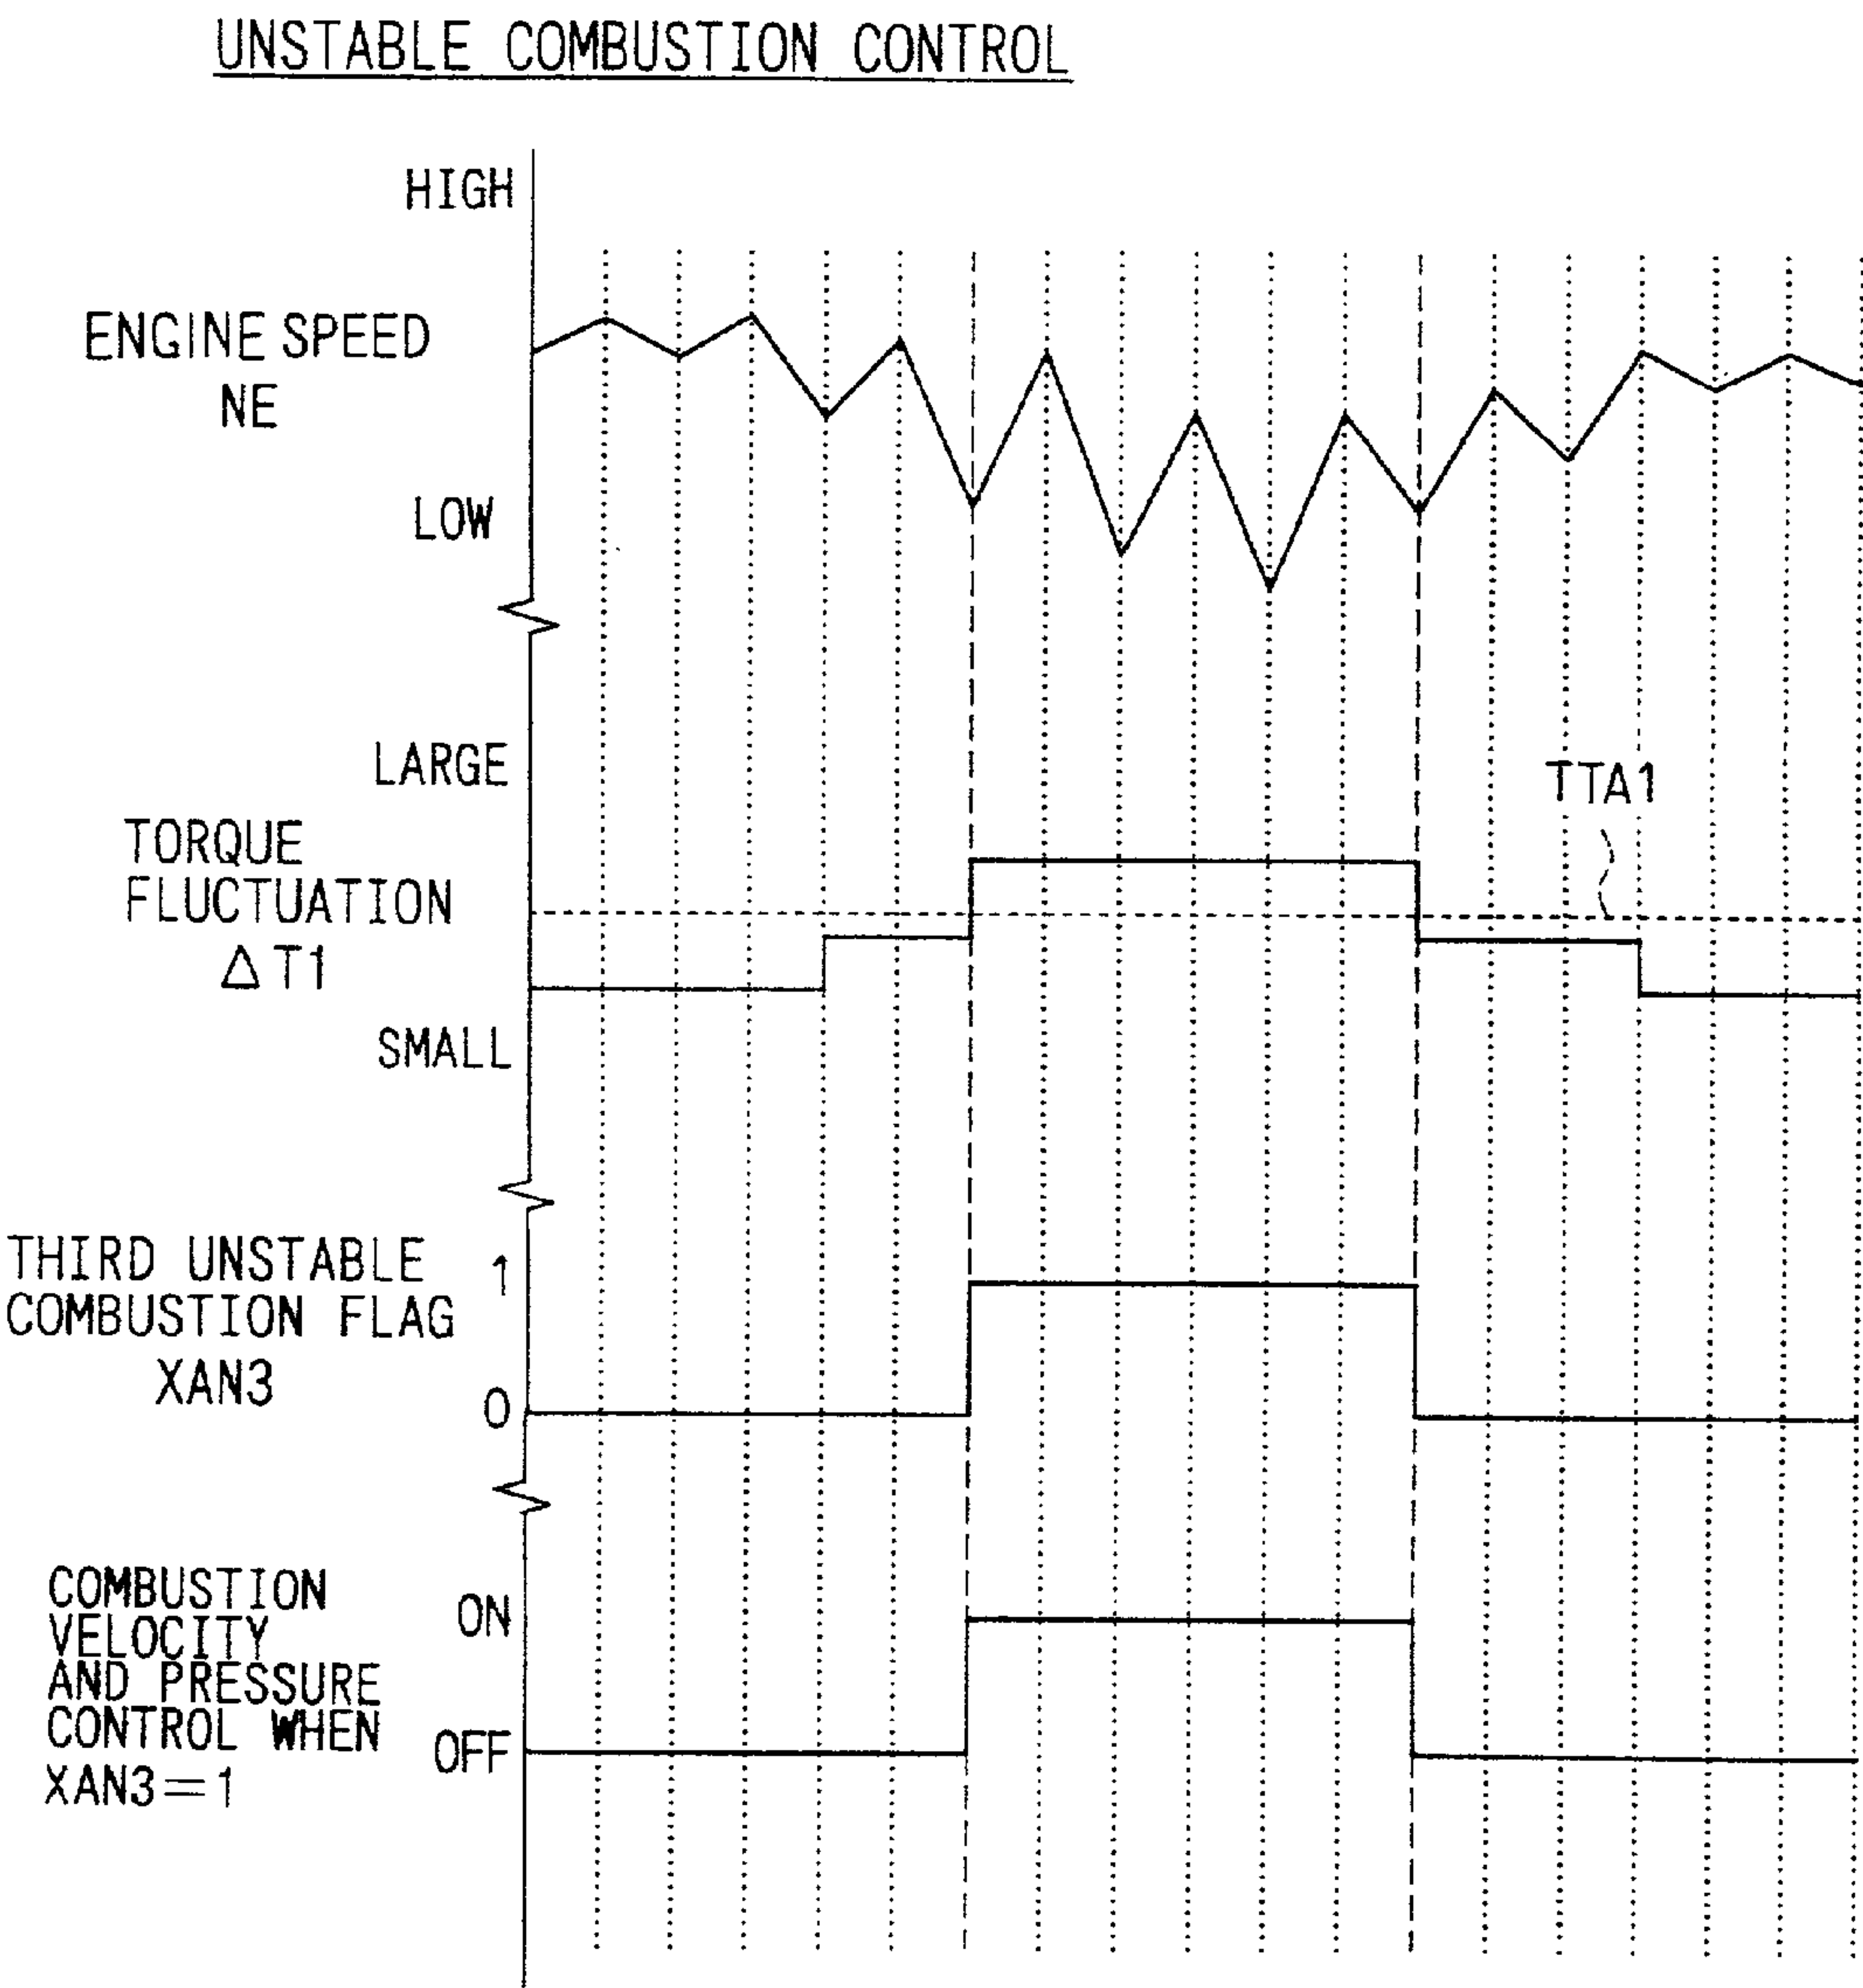 UNSTABLE COMBUSTION CONTROL
HIGH
ENGINE SPEED
NE
LOW
LARGE
TTA1
TORQUE
FLUCTUATION
ΔT1
SMALL
THIRD UNSTABLE
COMBUSTION FLAG
XAN3
1
0
COMBUSTION
VELOCITY
AND PRESSURE
CONTROL WHEN
XAN3=1
ON
OFF